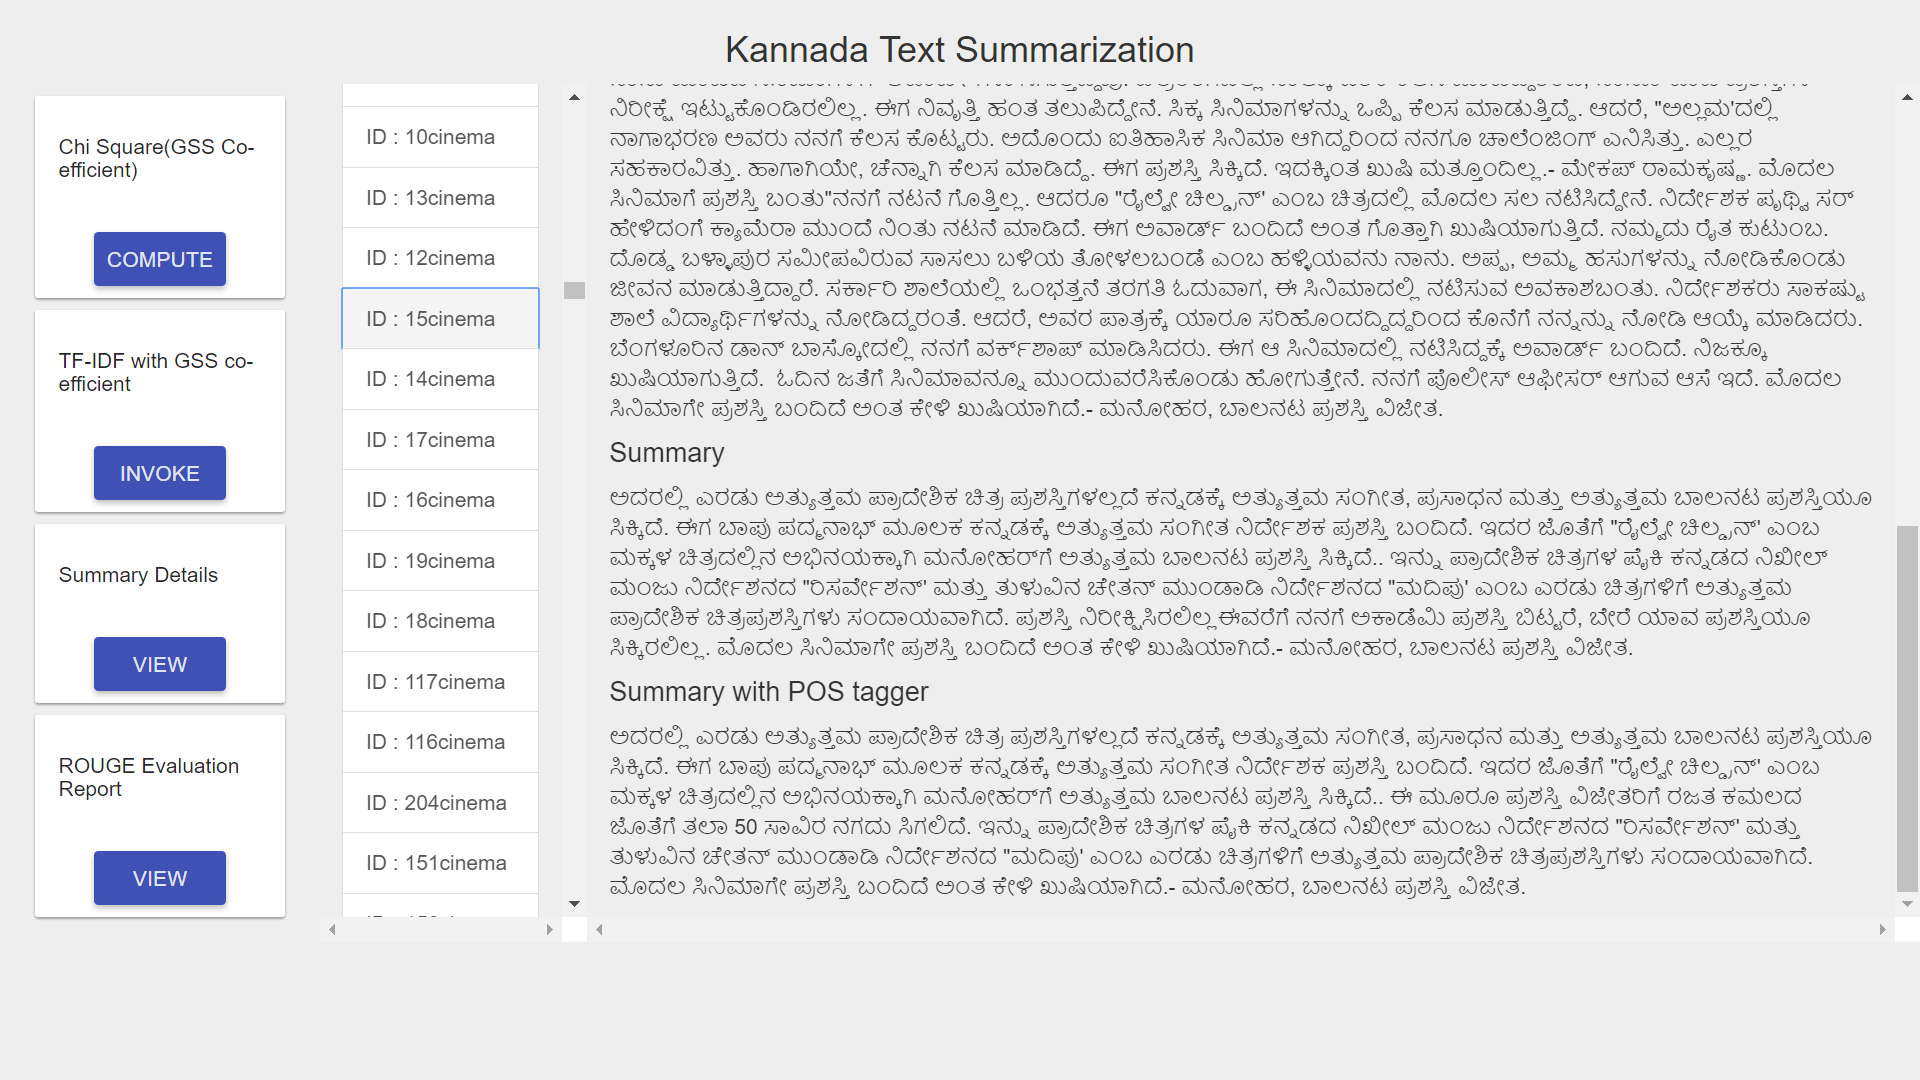 Kannada Text Summarization
Chi Square(GSS Co-
efficient)
COMPUTE
TF-IDF with GSS co-
efficient
INVOKE
Summary Details
VIEW
ROUGE Evaluation
Report
VIEW
ID : 10cinema
ID : 13cinema
ID : 12cinema
ID : 15cinema
ID : 14cinema
ID : 17cinema
ID : 16cinema
ID : 19cinema
ID : 18cinema
ID : 117cinema
ID : 116cinema
ID : 204cinema
ID : 151cinema
ನಿರೀಕ್ಷೆ ಇಟ್ಟುಕೊಂಡಿರಲಿಲ್ಲ. ಈಗ ನಿವೃತ್ತಿ ಹಂತ ತಲುಪಿದ್ದೇನೆ. ಸಿಕ್ಕ ಸಿನಿಮಾಗಳನ್ನು ಒಪ್ಪಿ ಕೆಲಸ ಮಾಡುತ್ತಿದ್ದೆ. ಆದರೆ, "ಅಲ್ಲಮ'ದಲ್ಲಿ
ನಾಗಾಭರಣ ಅವರು ನನಗೆ ಕೆಲಸ ಕೊಟ್ಟರು. ಅದೊಂದು ಐತಿಹಾಸಿಕ ಸಿನಿಮಾ ಆಗಿದ್ದರಿಂದ ನನಗೂ ಚಾಲೆಂಜಿಂಗ್ ಎನಿಸಿತ್ತು. ಎಲ್ಲರ
ಸಹಕಾರವಿತ್ತು. ಹಾಗಾಗಿಯೇ, ಚೆನ್ನಾಗಿ ಕೆಲಸ ಮಾಡಿದ್ದೆ. ಈಗ ಪ್ರಶಸ್ತಿ ಸಿಕ್ಕಿದೆ. ಇದಕ್ಕಿಂತ ಖುಷಿ ಮತ್ತೊಂದಿಲ್ಲ.- ಮೇಕಪ್ ರಾಮಕೃಷ್ಣ. ಮೊದಲ
ಸಿನಿಮಾಗೆ ಪ್ರಶಸ್ತಿ ಬಂತು"ನನಗೆ ನಟನೆ ಗೊತ್ತಿಲ್ಲ. ಆದರೂ "ರೈಲ್ವೇ ಚಿಲ್ಡ್ರನ್' ಎಂಬ ಚಿತ್ರದಲ್ಲಿ ಮೊದಲ ಸಲ ನಟಿಸಿದ್ದೇನೆ. ನಿರ್ದೇಶಕ ಪೃಥ್ವಿ ಸರ್
ಹೇಳಿದಂಗೆ ಕ್ಯಾಮೆರಾ ಮುಂದೆ ನಿಂತು ನಟನೆ ಮಾಡಿದೆ. ಈಗ ಅವಾರ್ಡ್ ಬಂದಿದೆ ಅಂತ ಗೊತ್ತಾಗಿ ಖುಷಿಯಾಗುತ್ತಿದೆ. ನಮ್ಮದು ರೈತ ಕುಟುಂಬ.
ದೊಡ್ಡ ಬಳ್ಳಾಪುರ ಸಮೀಪವಿರುವ ಸಾಸಲು ಬಳಿಯ ತೋಳಲಬಂಡೆ ಎಂಬ ಹಳ್ಳಿಯವನು ನಾನು. ಅಪ್ಪ, ಅಮ್ಮ ಹಸುಗಳನ್ನು ನೋಡಿಕೊಂಡು
ಜೀವನ ಮಾಡುತ್ತಿದ್ದಾರೆ. ಸರ್ಕಾರಿ ಶಾಲೆಯಲ್ಲಿ ಒಂಭತ್ತನೆ ತರಗತಿ ಓದುವಾಗ, ಈ ಸಿನಿಮಾದಲ್ಲಿ ನಟಿಸುವ ಅವಕಾಶಬಂತು. ನಿರ್ದೇಶಕರು ಸಾಕಷ್ಟು
ಶಾಲೆ ವಿದ್ಯಾರ್ಥಿಗಳನ್ನು ನೋಡಿದ್ದರಂತೆ. ಆದರೆ, ಅವರ ಪಾತ್ರಕ್ಕೆ ಯಾರೂ ಸರಿಹೊಂದದ್ದಿದ್ದರಿಂದ ಕೊನೆಗೆ ನನ್ನನ್ನು ನೋಡಿ ಆಯ್ಕೆ ಮಾಡಿದರು.
ಬೆಂಗಳೂರಿನ ಡಾನ್ ಬಾಸ್ಕೋದಲ್ಲಿ ನನಗೆ ವರ್ಕ್‌ಶಾಪ್ ಮಾಡಿಸಿದರು. ಈಗ ಆ ಸಿನಿಮಾದಲ್ಲಿ ನಟಿಸಿದ್ದಕ್ಕೆ ಅವಾರ್ಡ್ ಬಂದಿದೆ. ನಿಜಕ್ಕೂ
ಖುಷಿಯಾಗುತ್ತಿದೆ. ಓದಿನ ಜತೆಗೆ ಸಿನಿಮಾವನ್ನೂ ಮುಂದುವರೆಸಿಕೊಂಡು ಹೋಗುತ್ತೇನೆ. ನನಗೆ ಪೊಲೀಸ್ ಆಫೀಸರ್ ಆಗುವ ಆಸೆ ಇದೆ. ಮೊದಲ
ಸಿನಿಮಾಗೇ ಪ್ರಶಸ್ತಿ ಬಂದಿದೆ ಅಂತ ಕೇಳಿ ಖುಷಿಯಾಗಿದೆ.- ಮನೋಹರ, ಬಾಲನಟ ಪ್ರಶಸ್ತಿ ವಿಜೇತ.
Summary
ಅದರಲ್ಲಿ ಎರಡು ಅತ್ಯುತ್ತಮ ಪ್ರಾದೇಶಿಕ ಚಿತ್ರ ಪ್ರಶಸ್ತಿಗಳಲ್ಲದೆ ಕನ್ನಡಕ್ಕೆ ಅತ್ಯುತ್ತಮ ಸಂಗೀತ, ಪ್ರಸಾಧನ ಮತ್ತು ಅತ್ಯುತ್ತಮ ಬಾಲನಟ ಪ್ರಶಸ್ತಿಯೂ
ಸಿಕ್ಕಿದೆ. ಈಗ ಬಾಪು ಪದ್ಮನಾಭ್ ಮೂಲಕ ಕನ್ನಡಕ್ಕೆ ಅತ್ಯುತ್ತಮ ಸಂಗೀತ ನಿರ್ದೇಶಕ ಪ್ರಶಸ್ತಿ ಬಂದಿದೆ. ಇದರ ಜೊತೆಗೆ "ರೈಲ್ವೇ ಚಿಲ್ಡ್ರನ್' ಎಂಬ
ಮಕ್ಕಳ ಚಿತ್ರದಲ್ಲಿನ ಅಭಿನಯಕ್ಕಾಗಿ ಮನೋಹರ್‌ಗೆ ಅತ್ಯುತ್ತಮ ಬಾಲನಟ ಪ್ರಶಸ್ತಿ ಸಿಕ್ಕಿದೆ.. ಇನ್ನು ಪ್ರಾದೇಶಿಕ ಚಿತ್ರಗಳ ಪೈಕಿ ಕನ್ನಡದ ನಿಖೀಲ್
ಮಂಜು ನಿರ್ದೇಶನದ "ರಿಸರ್ವೇಶನ್' ಮತ್ತು ತುಳುವಿನ ಚೇತನ್ ಮುಂಡಾಡಿ ನಿರ್ದೇಶನದ "ಮದಿಪು' ಎಂಬ ಎರಡು ಚಿತ್ರಗಳಿಗೆ ಅತ್ಯುತ್ತಮ
ಪ್ರಾದೇಶಿಕ ಚಿತ್ರಪ್ರಶಸ್ತಿಗಳು ಸಂದಾಯವಾಗಿದೆ. ಪ್ರಶಸ್ತಿ ನಿರೀಕ್ಷಿಸಿರಲಿಲ್ಲಈವರೆಗೆ ನನಗೆ ಅಕಾಡೆಮಿ ಪ್ರಶಸ್ತಿ ಬಿಟ್ಟರೆ, ಬೇರೆ ಯಾವ ಪ್ರಶಸ್ತಿಯೂ
ಸಿಕ್ಕಿರಲಿಲ್ಲ. ಮೊದಲ ಸಿನಿಮಾಗೇ ಪ್ರಶಸ್ತಿ ಬಂದಿದೆ ಅಂತ ಕೇಳಿ ಖುಷಿಯಾಗಿದೆ.- ಮನೋಹರ, ಬಾಲನಟ ಪ್ರಶಸ್ತಿ ವಿಜೇತ.
Summary with POS tagger
ಅದರಲ್ಲಿ ಎರಡು ಅತ್ಯುತ್ತಮ ಪ್ರಾದೇಶಿಕ ಚಿತ್ರ ಪ್ರಶಸ್ತಿಗಳಲ್ಲದೆ ಕನ್ನಡಕ್ಕೆ ಅತ್ಯುತ್ತಮ ಸಂಗೀತ, ಪ್ರಸಾಧನ ಮತ್ತು ಅತ್ಯುತ್ತಮ ಬಾಲನಟ ಪ್ರಶಸ್ತಿಯೂ
ಸಿಕ್ಕಿದೆ. ಈಗ ಬಾಪು ಪದ್ಮನಾಭ್ ಮೂಲಕ ಕನ್ನಡಕ್ಕೆ ಅತ್ಯುತ್ತಮ ಸಂಗೀತ ನಿರ್ದೇಶಕ ಪ್ರಶಸ್ತಿ ಬಂದಿದೆ. ಇದರ ಜೊತೆಗೆ "ರೈಲ್ವೇ ಚಿಲ್ಡ್ರನ್' ಎಂಬ
ಮಕ್ಕಳ ಚಿತ್ರದಲ್ಲಿನ ಅಭಿನಯಕ್ಕಾಗಿ ಮನೋಹರ್‌ಗೆ ಅತ್ಯುತ್ತಮ ಬಾಲನಟ ಪ್ರಶಸ್ತಿ ಸಿಕ್ಕಿದೆ.. ಈ ಮೂರೂ ಪ್ರಶಸ್ತಿ ವಿಜೇತರಿಗೆ ರಜತ ಕಮಲದ
ಜೊತೆಗೆ ತಲಾ 50 ಸಾವಿರ ನಗದು ಸಿಗಲಿದೆ. ಇನ್ನು ಪ್ರಾದೇಶಿಕ ಚಿತ್ರಗಳ ಪೈಕಿ ಕನ್ನಡದ ನಿಖೀಲ್ ಮಂಜು ನಿರ್ದೇಶನದ "ರಿಸರ್ವೇಶನ್' ಮತ್ತು
ತುಳುವಿನ ಚೇತನ್ ಮುಂಡಾಡಿ ನಿರ್ದೇಶನದ "ಮದಿಪು' ಎಂಬ ಎರಡು ಚಿತ್ರಗಳಿಗೆ ಅತ್ಯುತ್ತಮ ಪ್ರಾದೇಶಿಕ ಚಿತ್ರಪ್ರಶಸ್ತಿಗಳು ಸಂದಾಯವಾಗಿದೆ.
ಮೊದಲ ಸಿನಿಮಾಗೇ ಪ್ರಶಸ್ತಿ ಬಂದಿದೆ ಅಂತ ಕೇಳಿ ಖುಷಿಯಾಗಿದೆ.- ಮನೋಹರ, ಬಾಲನಟ ಪ್ರಶಸ್ತಿ ವಿಜೇತ.